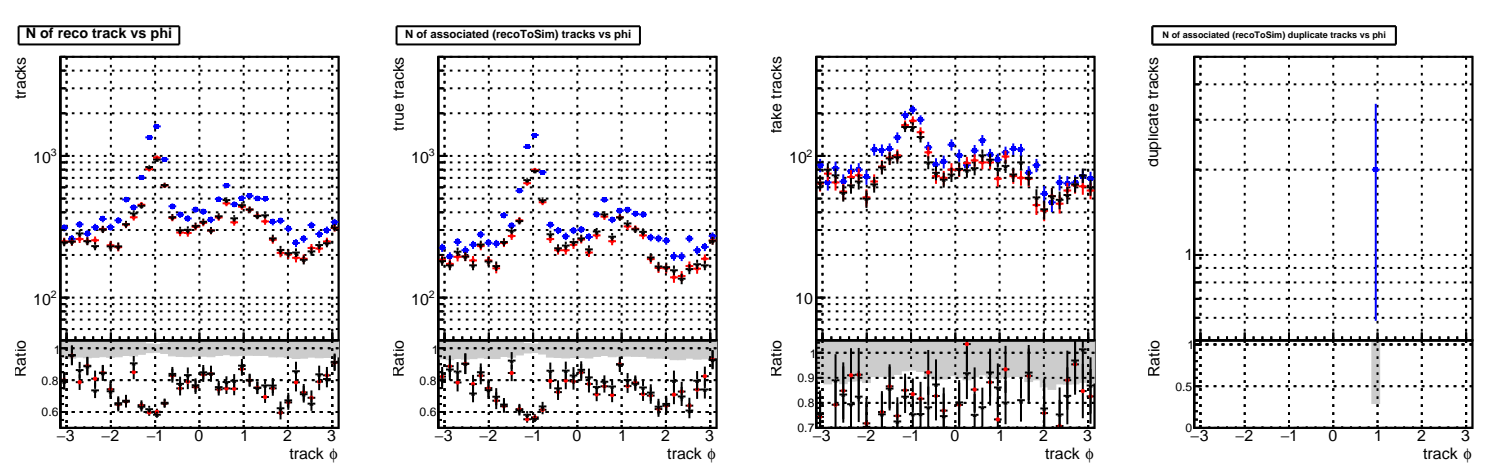 N of reco track vs phi
tracks
10³
10²
Ratio
1
0.8
0.6
−3 −2 −1 0 1 2 3
track ϕ
N of associated (recoToSim) tracks vs phi
true tracks
10³
10²
Ratio
1
0.8
0.6
−3 −2 −1 0 1 2 3
track ϕ
fake tracks
10²
10
Ratio
1
0.9
0.8
0.7
−3 −2 −1 0 1 2 3
track ϕ
N of associated (recoToSim) duplicate tracks vs phi
duplicate tracks
1
Ratio
1
0.5
0
−3 −2 −1 0 1 2 3
track ϕ